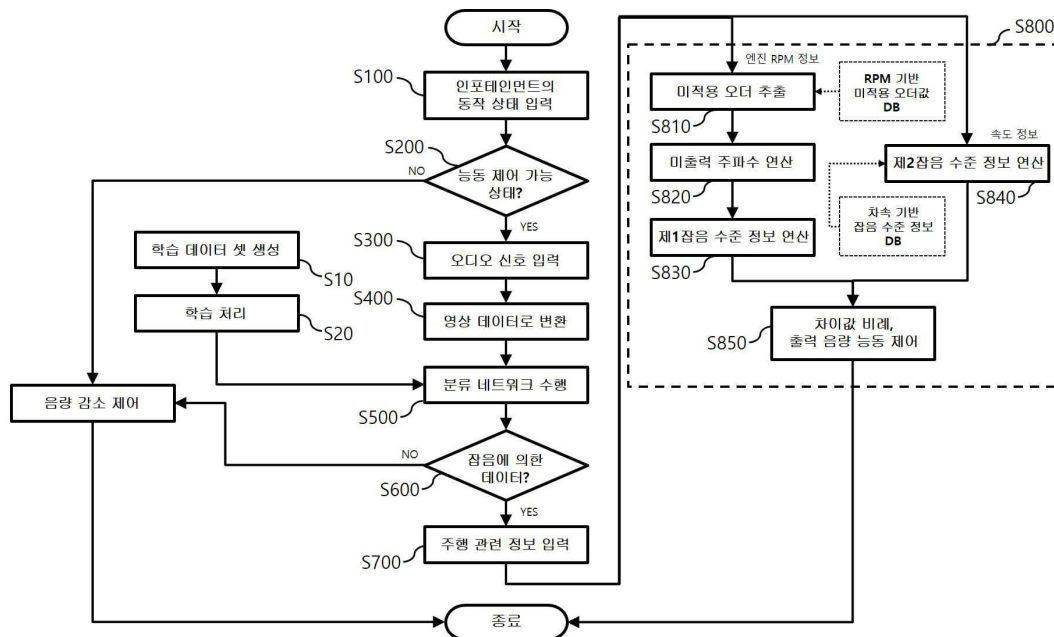 시작
S100
인포테인먼트의
동작 상태 입력
S200
능동 제어 가능
상태?
NO
YES
S300
오디오 신호 입력
학습 데이터 셋 생성
S10
S400
영상 데이터로 변환
학습 처리
S20
분류 네트워크 수행
S500
음량 감소 제어
잡음에 의한
데이터?
NO
S600
YES
주행 관련 정보 입력
S700
종료
S800
엔진 RPM 정보
미적용 오더 추출
S810
RPM 기반
미적용 오더값
DB
속도 정보
미출력 주파수 연산
S820
제2잡음 수준 정보 연산
S840
차속 기반
잡음 수준 정보
DB
제1잡음 수준 정보 연산
S830
차이값 비례,
출력 음량 능동 제어
S850